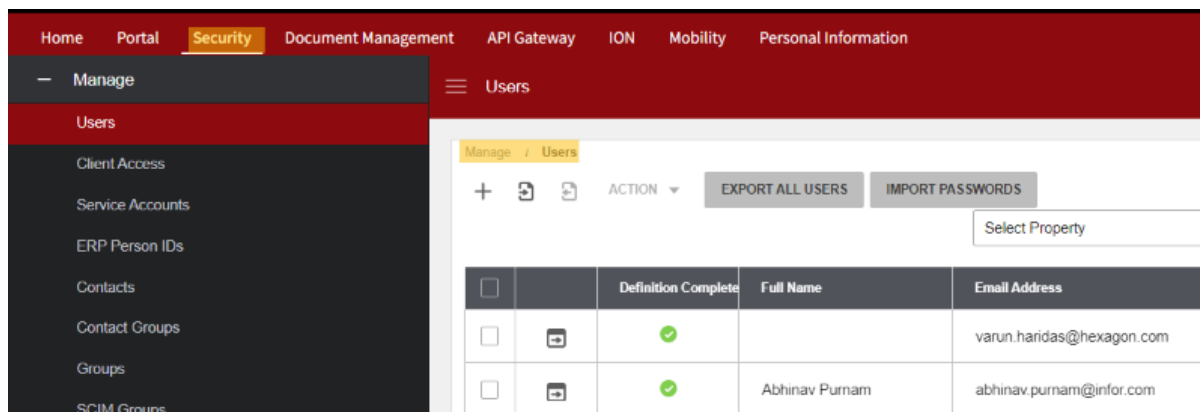 Home Portal Security Document Management API Gateway ION Mobility Personal Information
Manage
Users
Users
Client Access
Service Accounts
ERP Person IDs
Contacts
Contact Groups
Groups
SCIM Groups
Manage / Users
ACTION EXPORT ALL USERS IMPORT PASSWORDS
Select Property
Definition Complete Full Name Email Address
varun.haridas@hexagon.com
Abhinav Purnam abhinav.purnam@infor.com